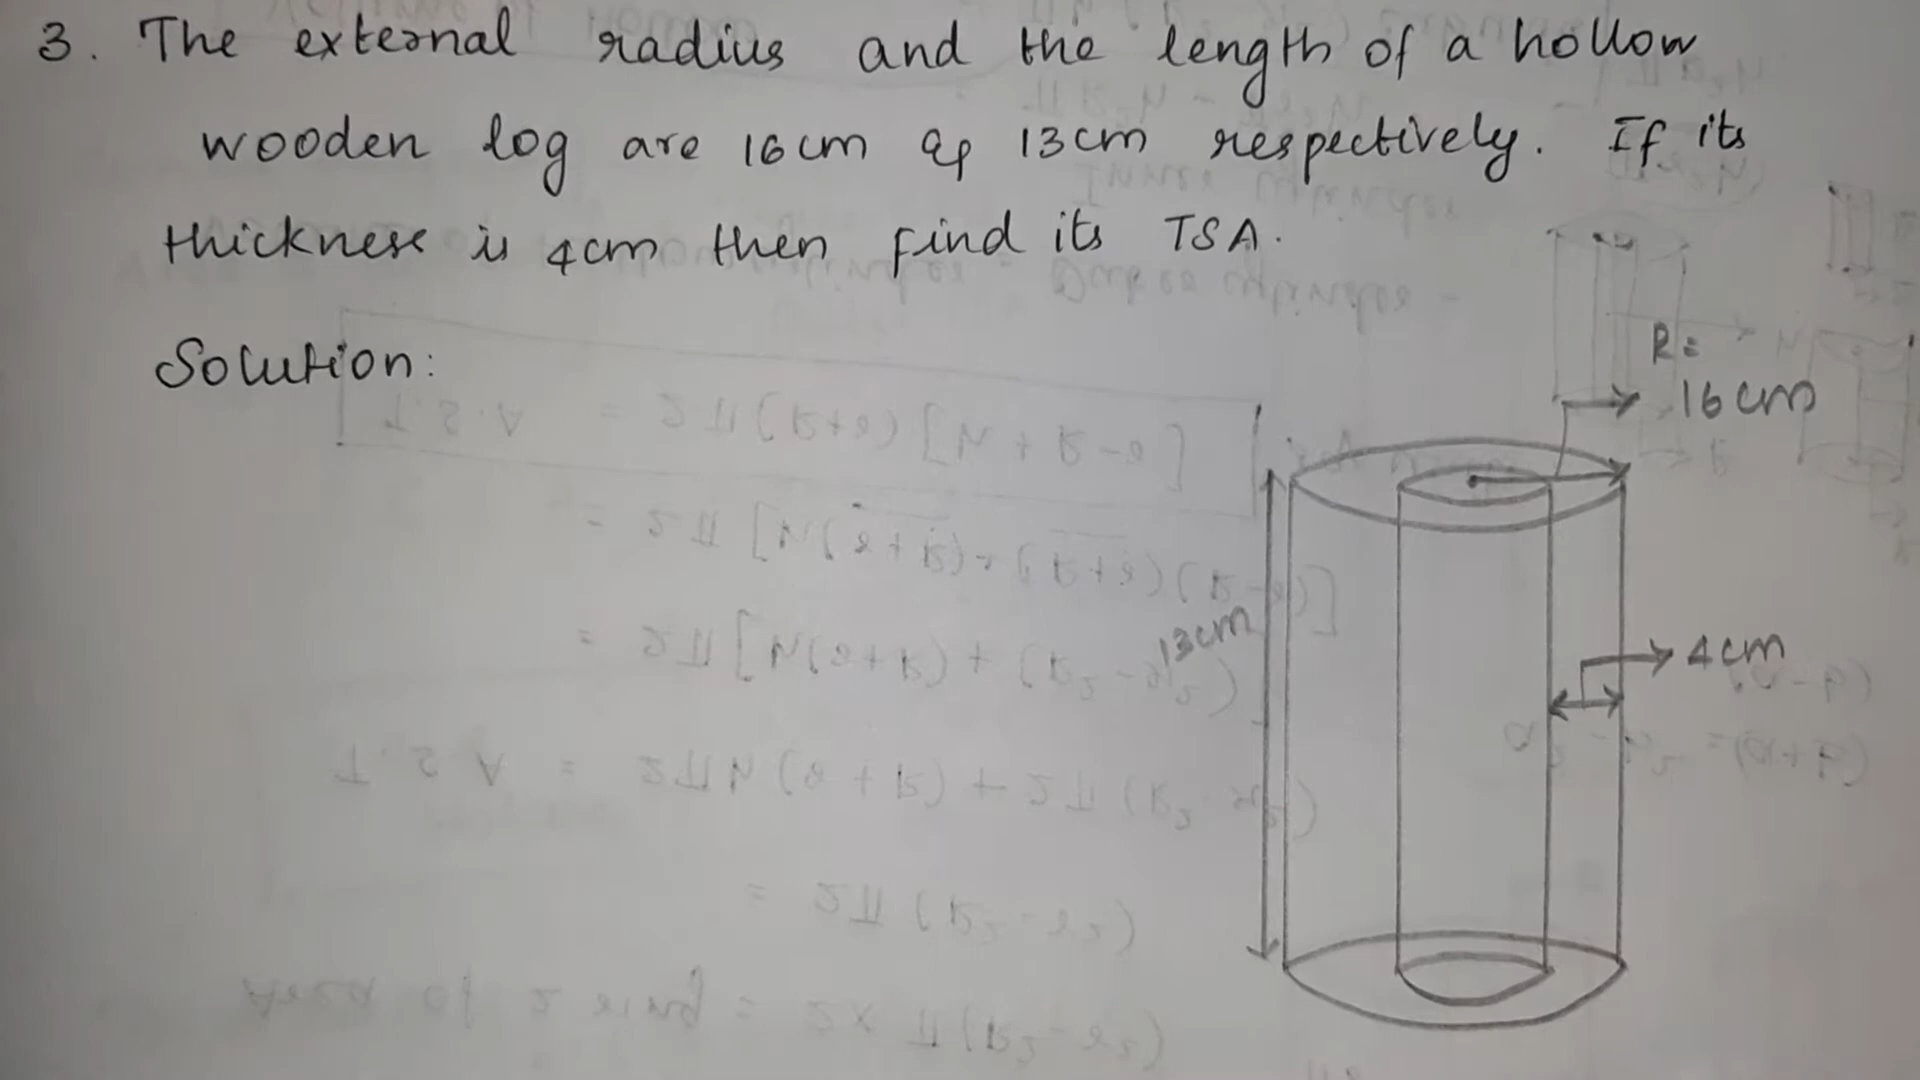 3. The external radius and the length of a hollow
wooden log are 16cm & 13cm respectively. If its
thickness is 4cm then find its TSA.
Solution:
R =
16cm
13cm
4cm